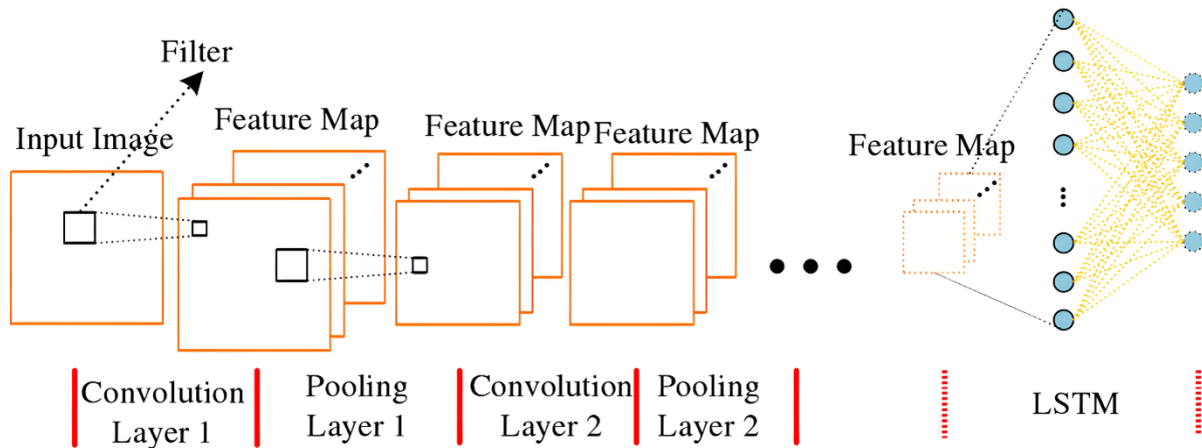 Filter
Input Image
Feature Map
Feature Map
Feature Map
Feature Map
Convolution
Layer 1
Pooling
Layer 1
Convolution
Layer 2
Pooling
Layer 2
LSTM